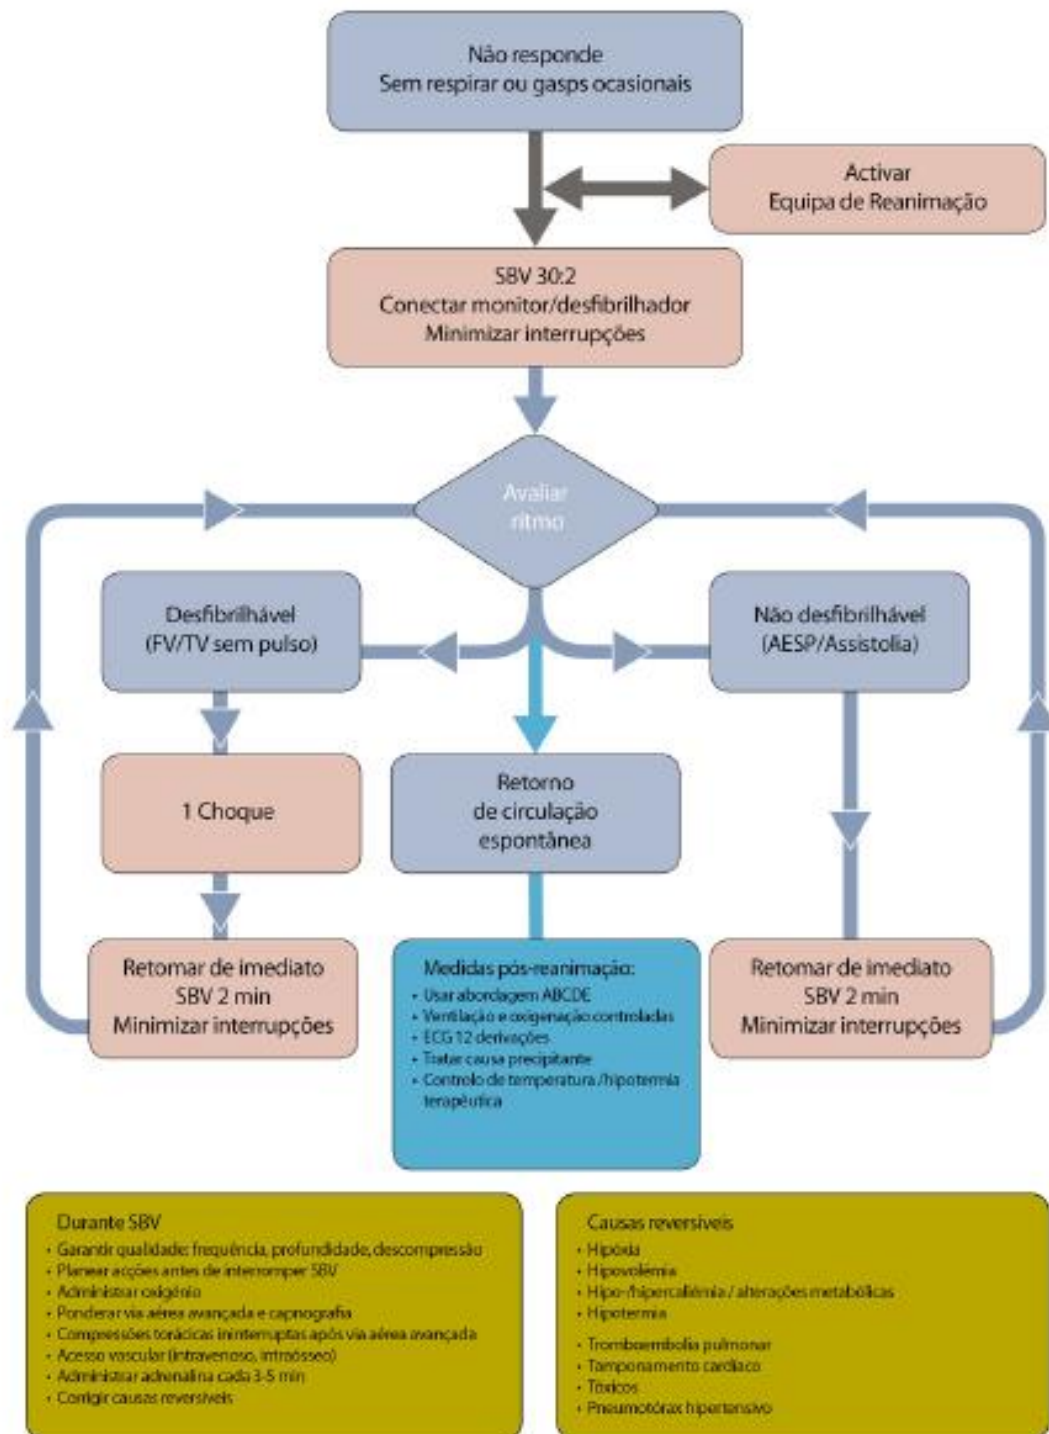 Não responde
Sem respirar ou gasps ocasionais
Activar
Equipa de Reanimação
SBV 30:2
Conectar monitor/desfibrilhador
Minimizar interrupções
Avaliar
ritmo
Desfibrilhável
(FV/TV sem pulso)
Não desfibrilhável
(AESP/Assistolia)
1 Choque
Retorno
de circulação
espontânea
Retomar de imediato
SBV 2 min
Minimizar interrupções
Medidas pós-reanimação:
• Usar abordagem ABCDE
• Ventilação e oxigenação controladas
• ECG 12 derivações
• Tratar causa precipitante
• Controlo de temperatura /hipotermia
terapêutica
Retomar de imediato
SBV 2 min
Minimizar interrupções
Durante SBV
• Garantir qualidade: frequência, profundidade, descompressão
• Planear acções antes de interromper SBV
• Administrar oxigénio
• Ponderar via aérea avançada e capnografia
• Compressões torácicas ininterruptas após via aérea avançada
• Acesso vascular (intravenoso, intraósseo)
• Administrar adrenalina cada 3-5 min
• Corrigir causas reversíveis
Causas reversíveis
• Hipóxia
• Hipovolémia
• Hipo-/hipercaliémia / alterações metabólicas
• Hipotermia
• Tromboembolia pulmonar
• Tamponamento cardíaco
• Tóxicos
• Pneumotórax hipertensivo